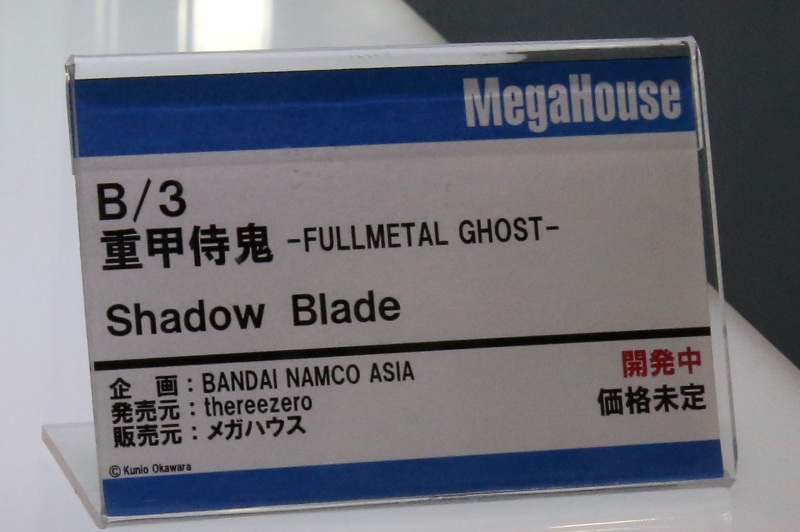 MegaHouse
B/3
重甲侍鬼 -FULLMETAL GHOST-
Shadow Blade
企　画：BANDAI NAMCO ASIA
発売元：thereezero
販売元：メガハウス
開発中
価格未定
© Kunio Okawara